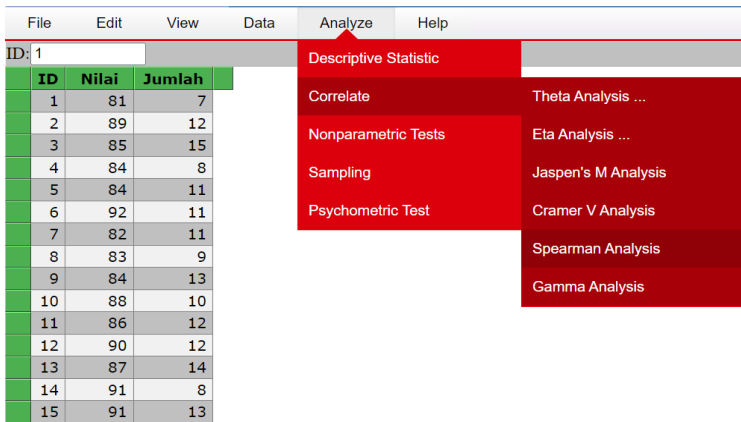 File Edit View Data Analyze Help
ID: 1
Descriptive Statistic
Correlate
Nonparametric Tests
Sampling
Psychometric Test
Theta Analysis ...
Eta Analysis ...
Jaspen's M Analysis
Cramer V Analysis
Spearman Analysis
Gamma Analysis
ID Nilai Jumlah
1 81 7
2 89 12
3 85 15
4 84 8
5 84 11
6 92 11
7 82 11
8 83 9
9 84 13
10 88 10
11 86 12
12 90 12
13 87 14
14 91 8
15 91 13